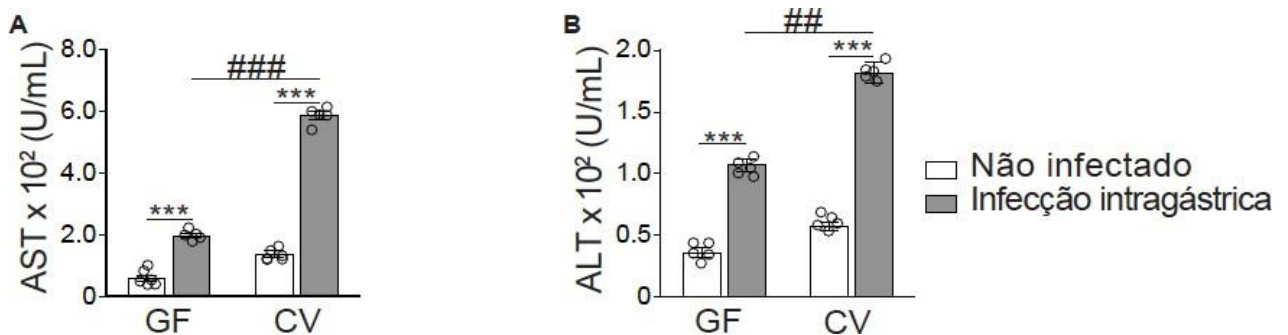 A
AST x 10² (U/mL)
8.0
6.0
4.0
2.0
0
###
***
***
GF
CV
B
ALT x 10² (U/mL)
2.0
1.5
1.0
0.5
0
##
***
***
GF
CV
Não infectado
Infecção intragástrica